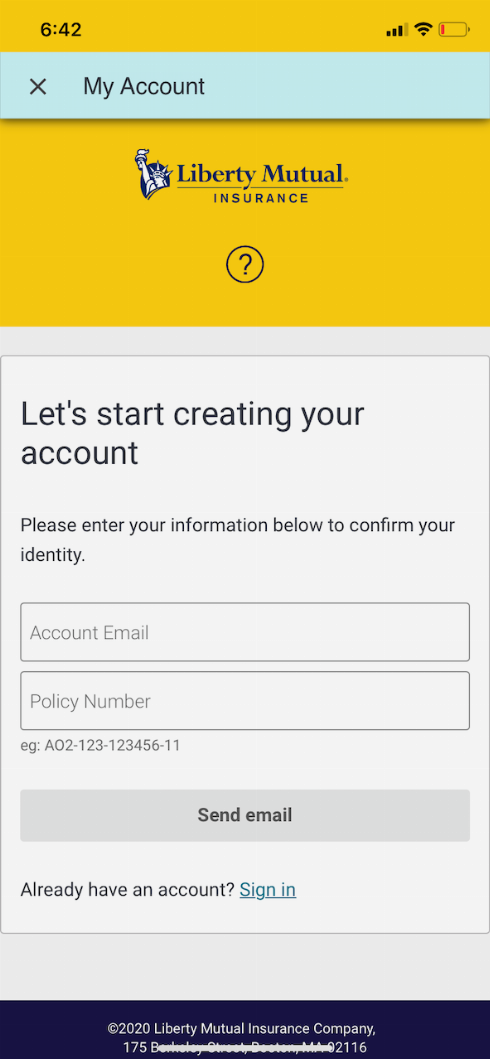 6:42
My Account
Liberty Mutual.
INSURANCE
?
Let's start creating your
account
Please enter your information below to confirm your
identity.
Account Email
Policy Number
eg: AO2-123-123456-11
Send email
Already have an account? Sign in
©2020 Liberty Mutual Insurance Company,
175 Berkeley Street, Boston, MA 02116